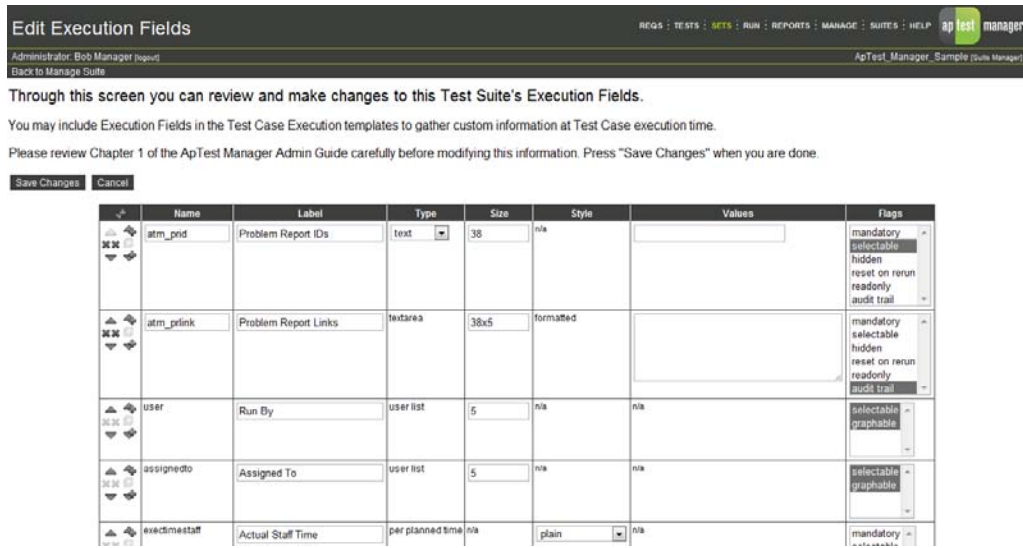 Edit Execution Fields
REQS TESTS SETS RUN REPORTS MANAGE SUITES HELP ap test manager
Administrator: Bob Manager [logout] ApTest_Manager_Sample [Suite Manager]
Back to Manage Suite
Through this screen you can review and make changes to this Test Suite's Execution Fields.
You may include Execution Fields in the Test Case Execution templates to gather custom information at Test Case execution time.
Please review Chapter 1 of the ApTest Manager Admin Guide carefully before modifying this information. Press "Save Changes" when you are done.
Save Changes Cancel
Name Label Type Size Style Values Flags
atm_prid Problem Report IDs text 38 n/a mandatory
selectable
hidden
reset on rerun
readonly
audit trail
atm_prlink Problem Report Links textarea 38x5 formatted mandatory
selectable
hidden
reset on rerun
readonly
audit trail
user Run By user list 5 n/a n/a selectable
graphable
assignedto Assigned To user list 5 n/a n/a selectable
graphable
exectimestaff Actual Staff Time per planned time n/a plain n/a mandatory
selectable